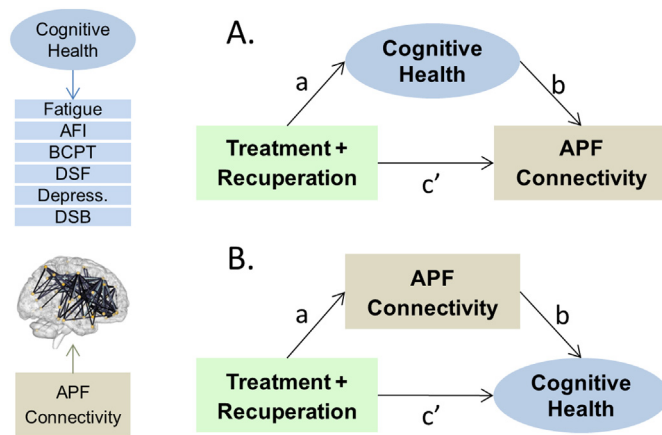 Cognitive
Health
Fatigue
AFI
BCPT
DSF
Depress.
DSB
APF
Connectivity
A.
Cognitive
Health
a
b
Treatment +
Recuperation
c’
APF
Connectivity
B.
APF
Connectivity
a
b
Treatment +
Recuperation
c’
Cognitive
Health